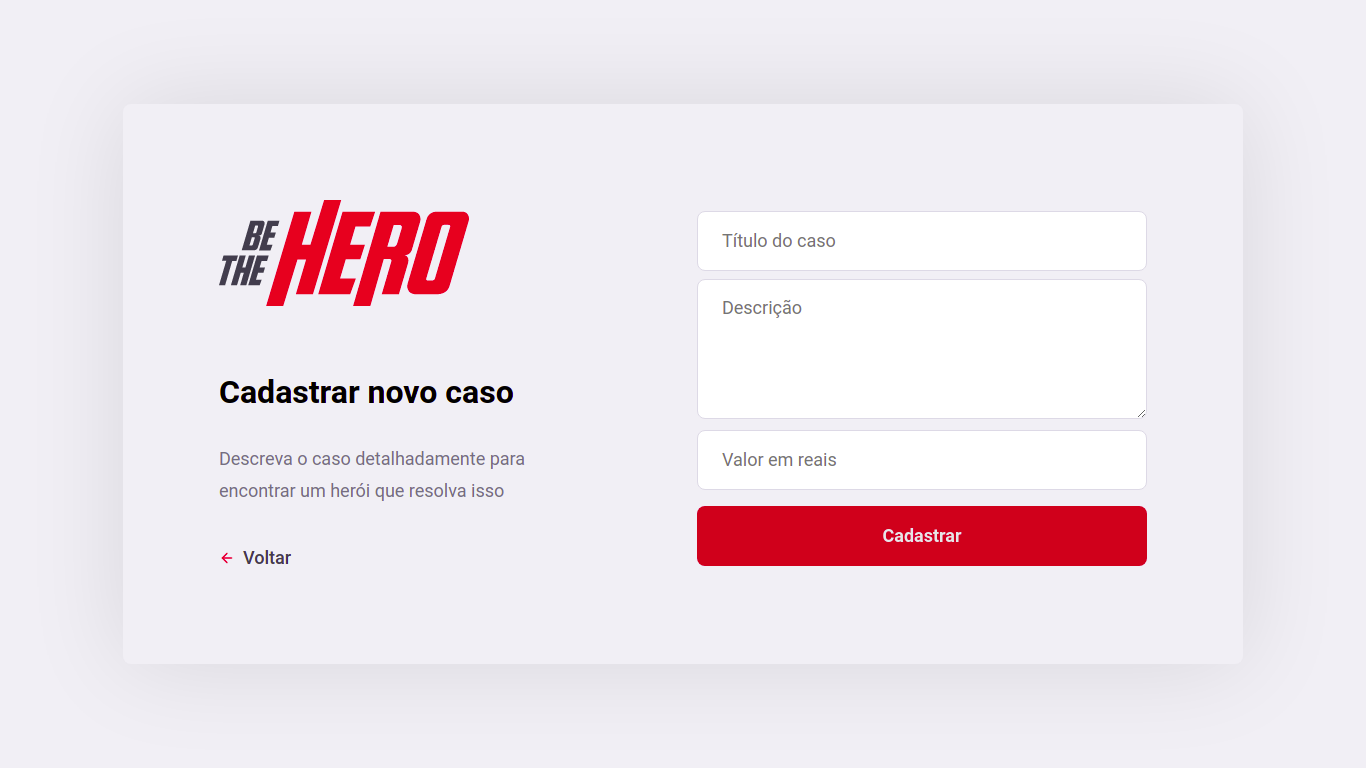 BE
THE
HERO
Cadastrar novo caso
Descreva o caso detalhadamente para
encontrar um herói que resolva isso
Voltar
Título do caso
Descrição
Valor em reais
Cadastrar